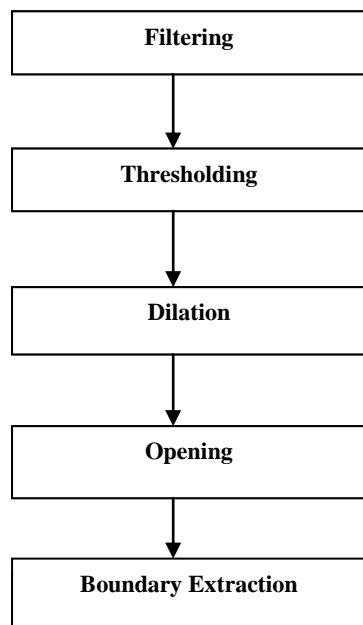 Filtering
Thresholding
Dilation
Opening
Boundary Extraction